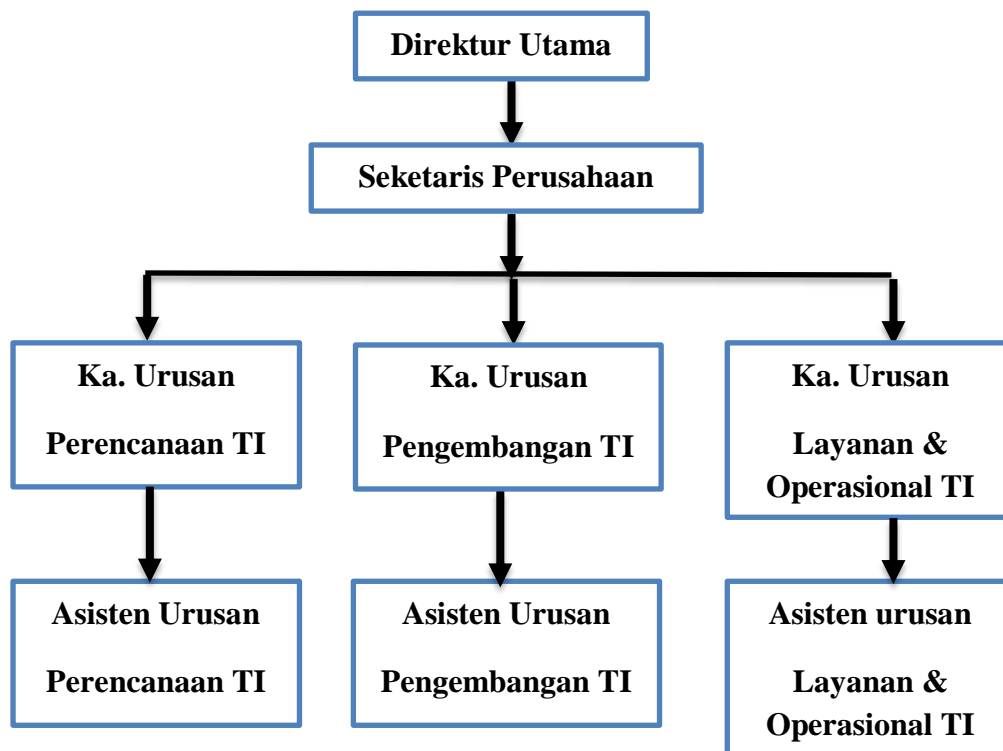 Direktur Utama
Seketaris Perusahaan
Ka. Urusan
Perencanaan TI
Ka. Urusan
Pengembangan TI
Ka. Urusan
Layanan &
Operasional TI
Asisten Urusan
Perencanaan TI
Asisten Urusan
Pengembangan TI
Asisten urusan
Layanan &
Operasional TI